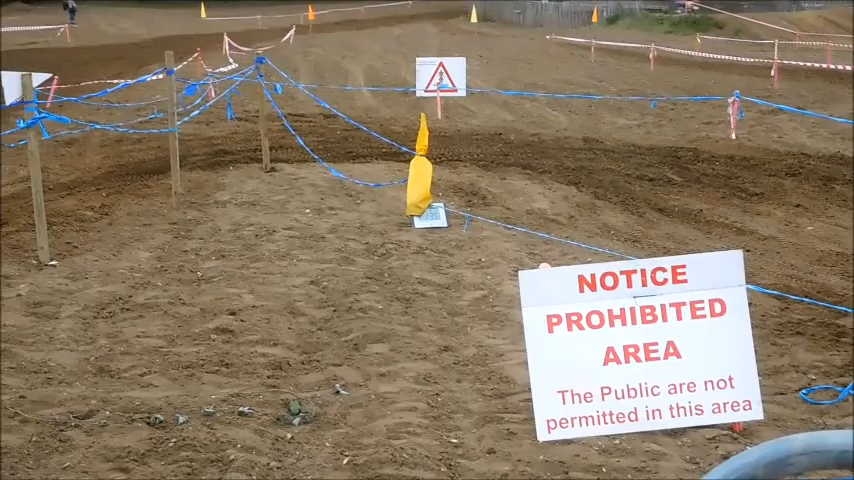 NOTICE
PROHIBITED
AREA
The Public are not
permitted in this area